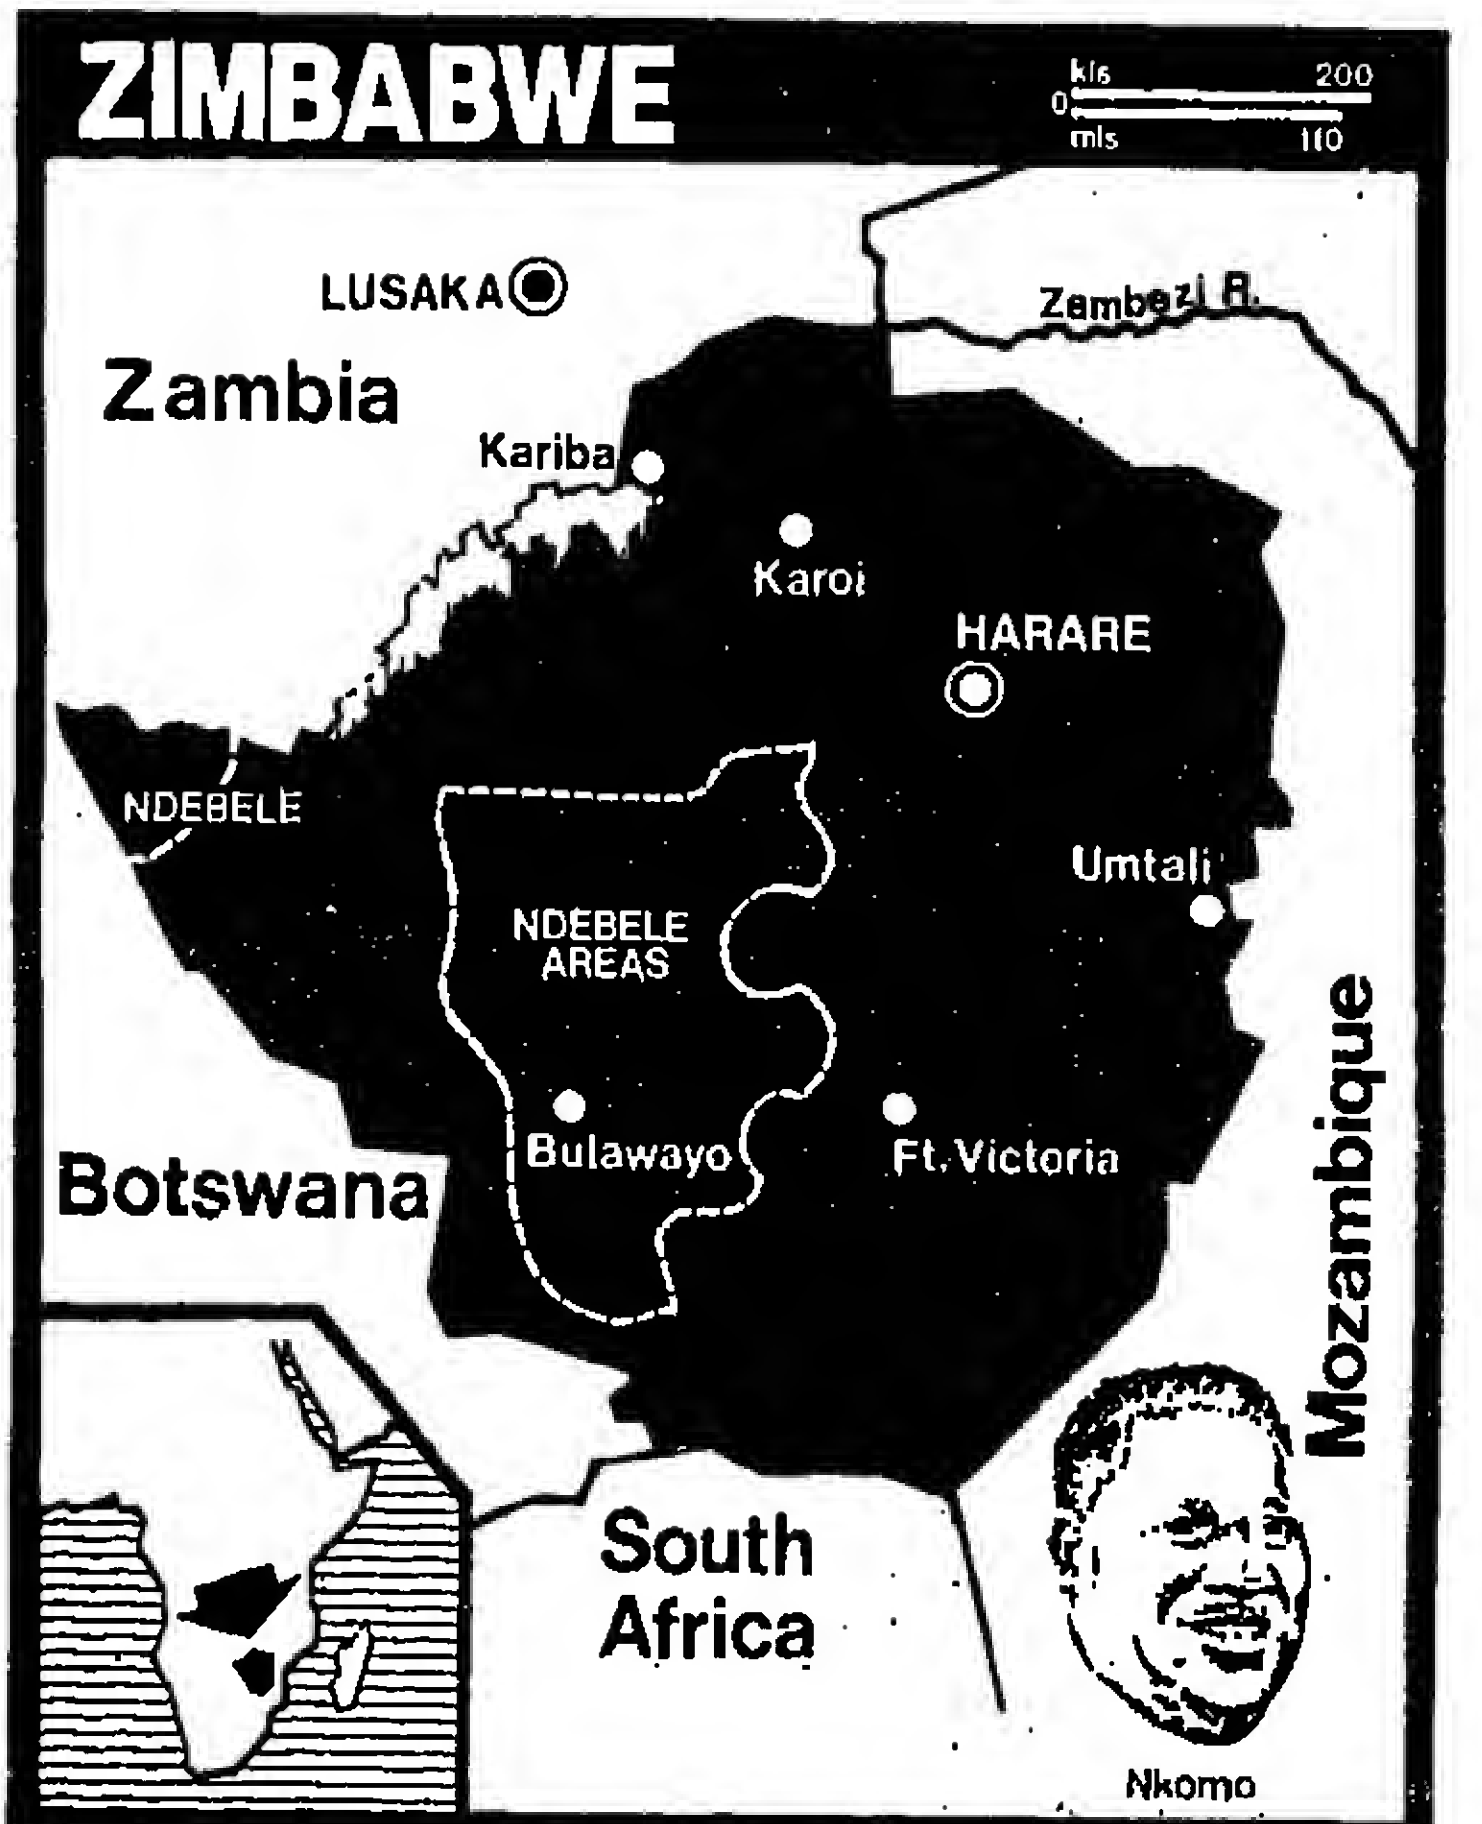 ZIMBABWE
kls 200
0
mls 110
LUSAKA
Zambezi R.
Zambia
Kariba
Karoi
HARARE
NDEBELE
Umtali
NDEBELE
AREAS
Bulawayo
Ft. Victoria
Botswana
Mozambique
South
Africa
Nkomo